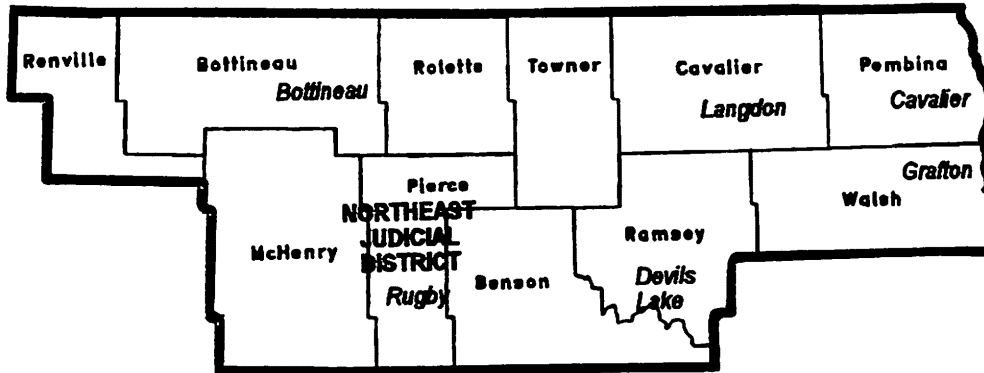 Renville
Bottineau
Bottineau
Rolette
Towner
Cavalier
Langdon
Pembina
Cavalier
Grafton
Walsh
Pierce
NORTHEAST
JUDICIAL
DISTRICT
Rugby
McHenry
Benson
Ramsey
Devils
Lake